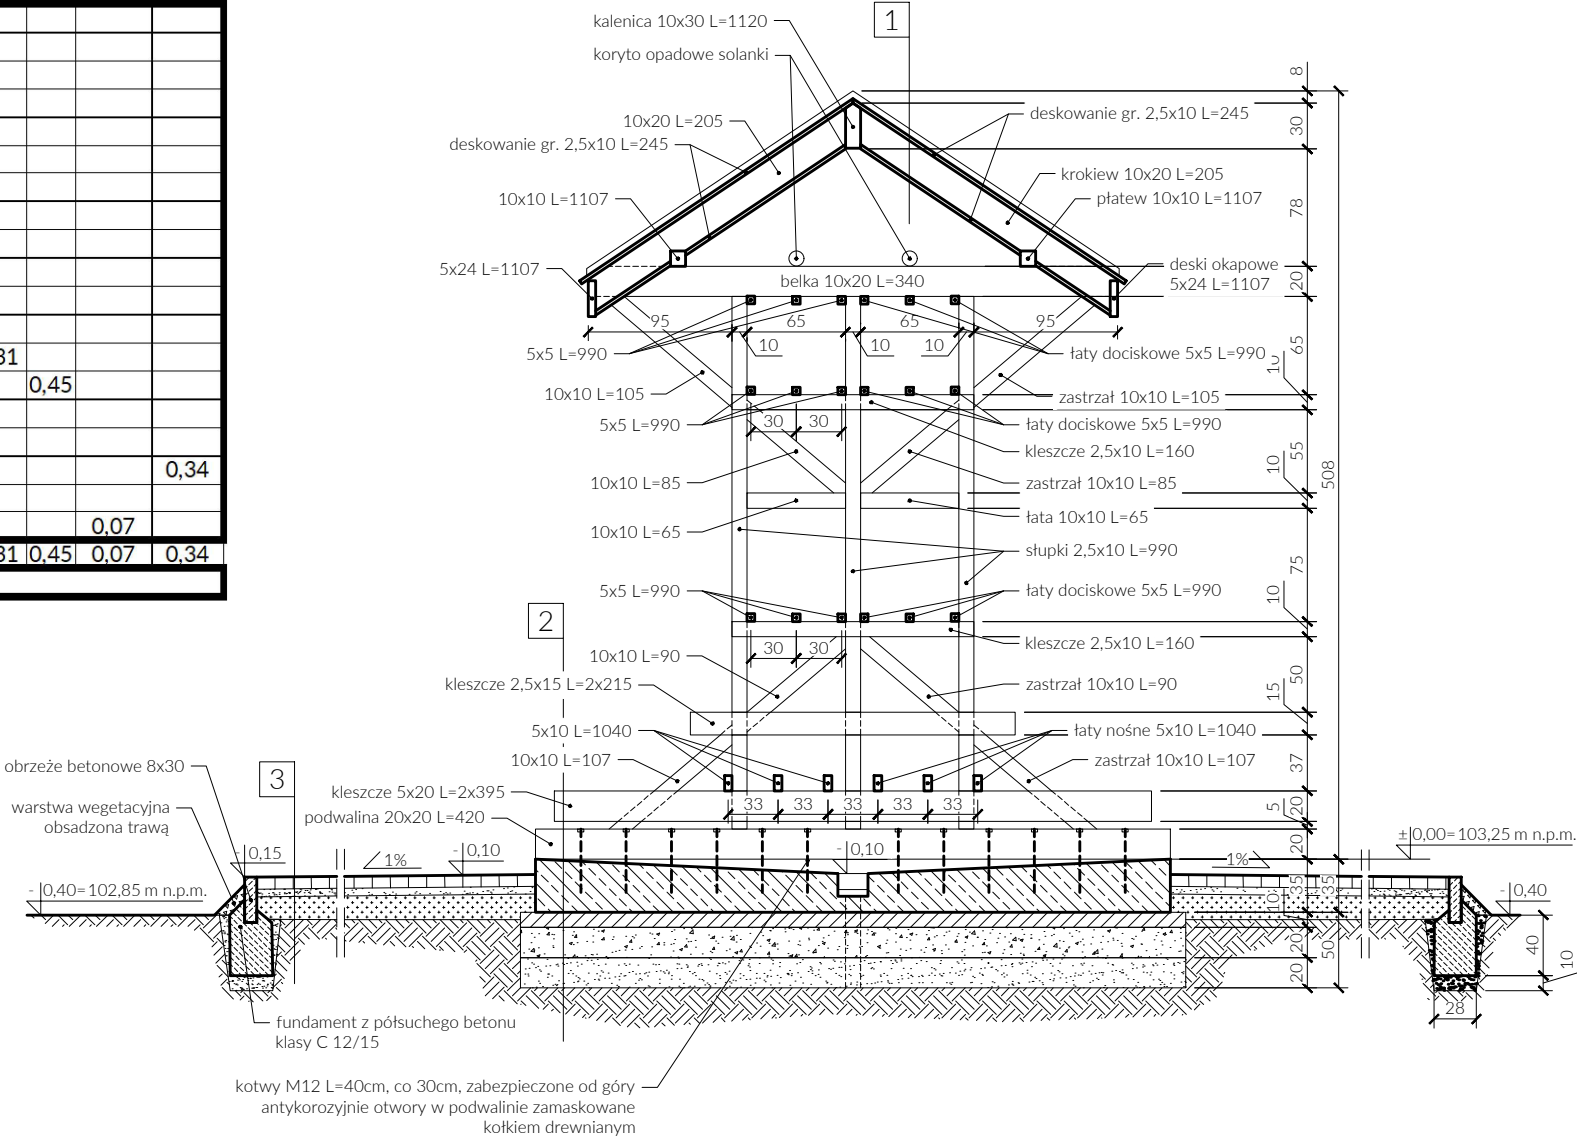 31
0,45
0,34
0,07
31 0,45 0,07 0,34
kalenica 10x30 L=1120
koryto opadowe solanki
10x20 L=205
deskowanie gr. 2,5x10 L=245
10x10 L=1107
5x24 L=1107
1
deskowanie gr. 2,5x10 L=245
krokiew 10x20 L=205
płatew 10x10 L=1107
deski okapowe
5x24 L=1107
belka 10x20 L=340
95 65 65 95
10 10 10
5x5 L=990
łaty dociskowe 5x5 L=990
10x10 L=105
zastrzał 10x10 L=105
5x5 L=990
30 30
łaty dociskowe 5x5 L=990
kleszcze 2,5x10 L=160
10x10 L=85
zastrzał 10x10 L=85
10x10 L=65
łata 10x10 L=65
słupki 2,5x10 L=990
5x5 L=990
łaty dociskowe 5x5 L=990
2
30 30
kleszcze 2,5x10 L=160
10x10 L=90
zastrzał 10x10 L=90
kleszcze 2,5x15 L=2x215
5x10 L=1040
łaty nośne 5x10 L=1040
10x10 L=107
zastrzał 10x10 L=107
kleszcze 5x20 L=2x395
33 33 33 33 33
podwalina 20x20 L=420
obrzeże betonowe 8x30
3
warstwa wegetacyjna
obsadzona trawą
-0,15
1%
-0,10
-0,10
1%
±0,00=103,25 m n.p.m.
-0,40=102,85 m n.p.m.
-0,40
8
30
78
20
65
10
55
10
75
10
50
15
37
20
5
20
35
10
20
20
508
35
50
40
10
28
fundament z półsuchego betonu
klasy C 12/15
kotwy M12 L=40cm, co 30cm, zabezpieczone od góry
antykorozyjnie otwory w podwalinie zamaskowane
kołkiem drewnianym